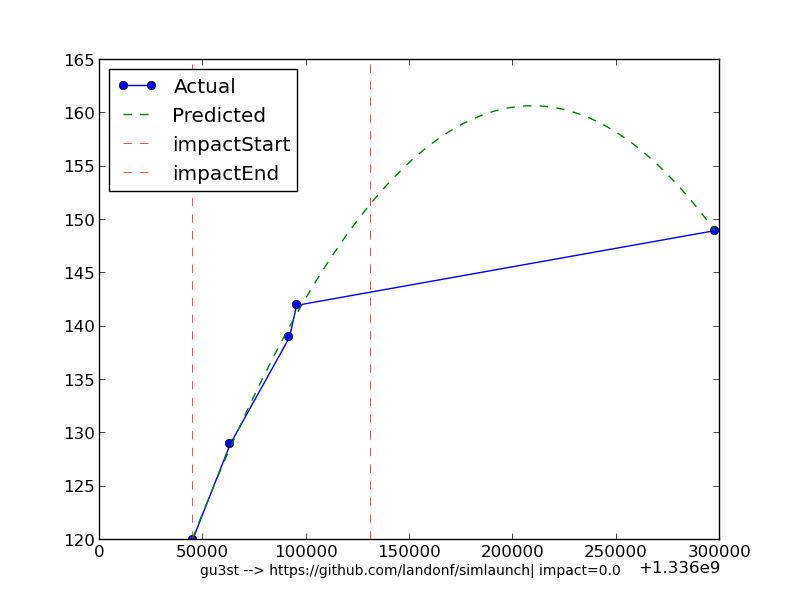 165
160
155
150
145
140
135
130
125
120
Actual
Predicted
impactStart
impactEnd
0 50000 100000 150000 200000 250000 300000
+1.336e9
gu3st --> https://github.com/landonf/simlaunch| impact=0.0